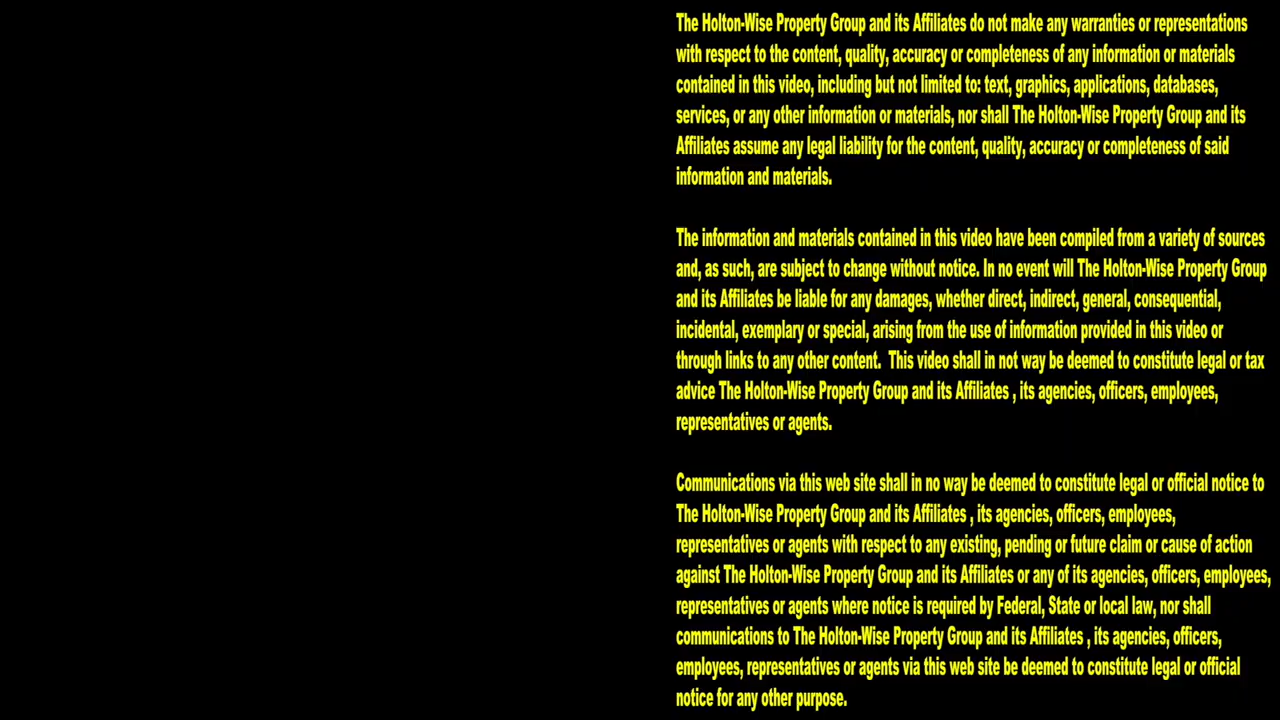 The Holton-Wise Property Group and its Affiliates do not make any warranties or representations
with respect to the content, quality, accuracy or completeness of any information or materials
contained in this video, including but not limited to: text, graphics, applications, databases,
services, or any other information or materials, nor shall The Holton-Wise Property Group and its
Affiliates assume any legal liability for the content, quality, accuracy or completeness of said
information and materials.
The information and materials contained in this video have been compiled from a variety of sources
and, as such, are subject to change without notice. In no event will The Holton-Wise Property Group
and its Affiliates be liable for any damages, whether direct, indirect, general, consequential,
incidental, exemplary or special, arising from the use of information provided in this video or
through links to any other content.  This video shall in not way be deemed to constitute legal or tax
advice The Holton-Wise Property Group and its Affiliates , its agencies, officers, employees,
representatives or agents.
Communications via this web site shall in no way be deemed to constitute legal or official notice to
The Holton-Wise Property Group and its Affiliates , its agencies, officers, employees,
representatives or agents with respect to any existing, pending or future claim or cause of action
against The Holton-Wise Property Group and its Affiliates or any of its agencies, officers, employees,
representatives or agents where notice is required by Federal, State or local law, nor shall
communications to The Holton-Wise Property Group and its Affiliates , its agencies, officers,
employees, representatives or agents via this web site be deemed to constitute legal or official
notice for any other purpose.